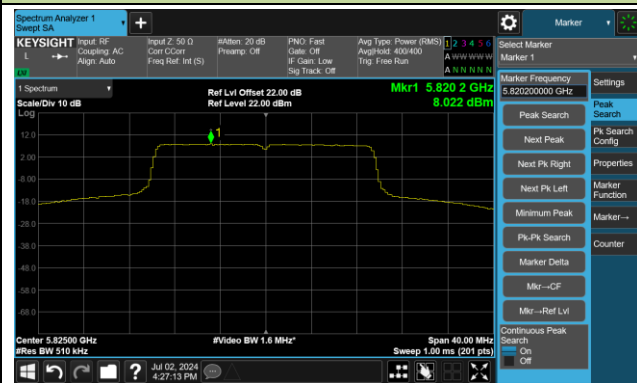 Spectrum Analyzer 1
Swept SA
KEYSIGHT
L
Input: RF
Coupling: AC
Align: Auto
Input Z: 50 Ω
Corr CCorr
Freq Ref: Int (S)
#Atten: 20 dB
Preamp: Off
PNO: Fast
Gate: Off
IF Gain: Low
Sig Track: Off
Avg Type: Power (RMS)
Avg|Hold: 400/400
Trig: Free Run
1 2 3 4 5 6
A W W W W W
A N N N N N
1 Spectrum
Scale/Div 10 dB
Log
Ref Lvl Offset 22.00 dB
Ref Level 22.00 dBm
Mkr1 5.820 2 GHz
8.022 dBm
1
12.0
2.00
-8.00
-18.0
-28.0
-38.0
-48.0
-58.0
-68.0
Center 5.82500 GHz
#Res BW 510 kHz
#Video BW 1.6 MHz*
Span 40.00 MHz
Sweep 1.00 ms (201 pts)
Jul 02, 2024
4:27:13 PM
Marker
Select Marker
Marker 1
Marker Frequency
5.820200000 GHz
Peak Search
Next Peak
Next Pk Right
Next Pk Left
Minimum Peak
Pk-Pk Search
Marker Delta
Mkr→CF
Mkr→Ref Lvl
Continuous Peak
Search
On
Off
Settings
Peak
Search
Pk Search
Config
Properties
Marker
Function
Marker→
Counter